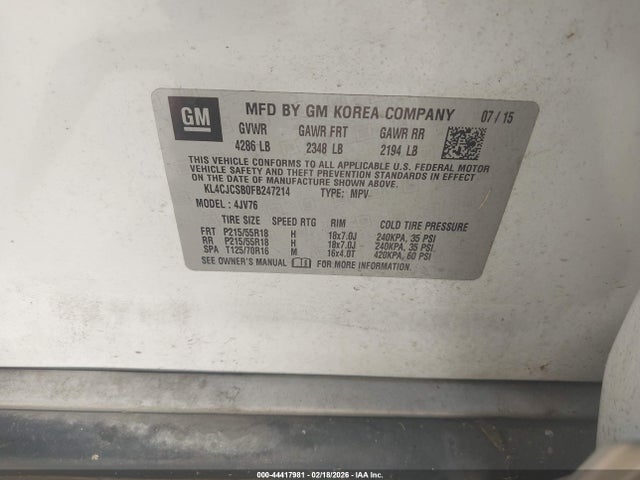 GM
MFD BY GM KOREA COMPANY 07 / 15
GVWR GAWR FRT GAWR RR
4286 LB 2348 LB 2194 LB
THIS VEHICLE CONFORMS TO ALL APPLICABLE U.S. FEDERAL MOTOR
VEHICLE SAFETY AND THEFT PREVENTION STANDARDS IN EFFECT ON
THE DATE OF MANUFACTURE SHOWN ABOVE.
KL4CJCSB0FB247214 TYPE: MPV
MODEL : 4JV76
TIRE SIZE SPEED RTG RIM COLD TIRE PRESSURE
FRT P215/55R18 H 18x7.0J 240KPA, 35 PSI
RR P215/55R18 H 18x7.0J 240KPA, 35 PSI
SPA T125/70R16 M 16x4.0T 420KPA, 60 PSI
SEE OWNER'S MANUAL FOR MORE INFORMATION.
000-44417981 - 02/18/2026 - IAA Inc.